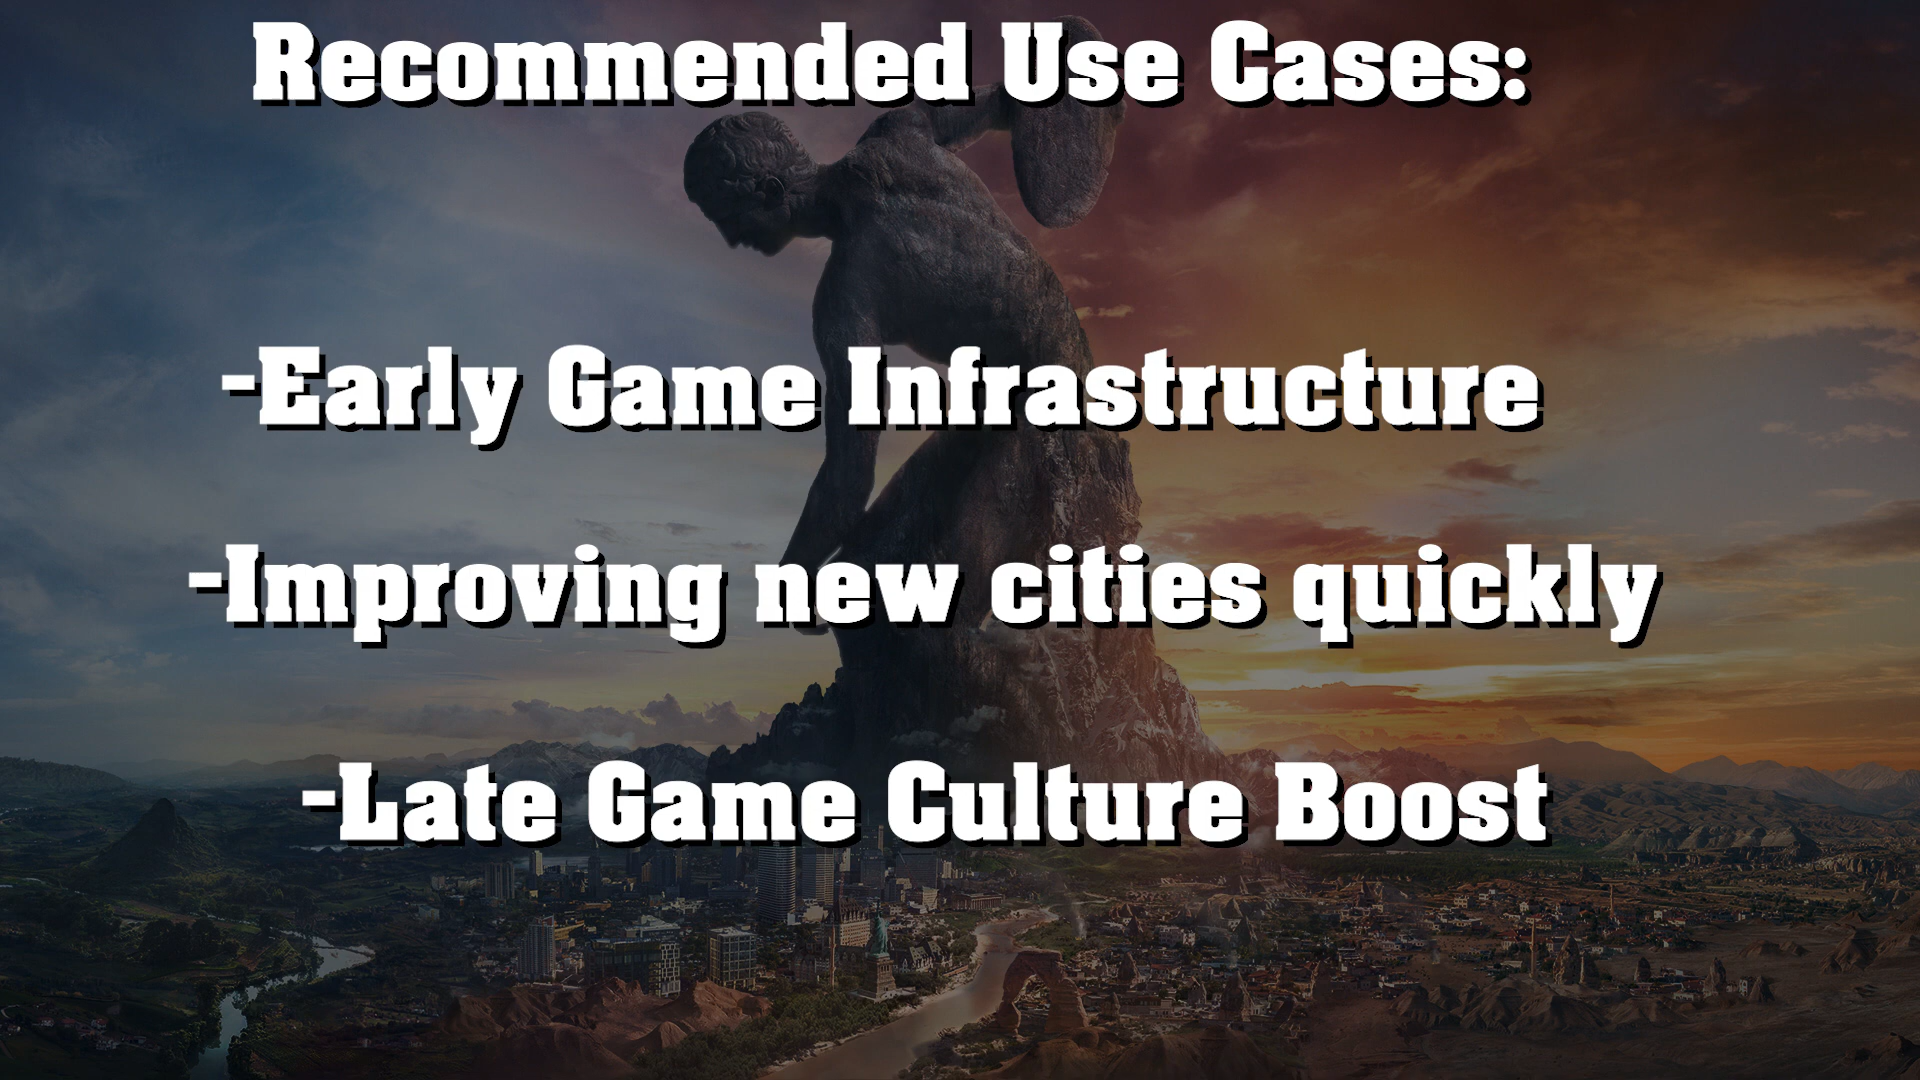 Recommended Use Cases:
-Early Game Infrastructure
-Improving new cities quickly
-Late Game Culture Boost